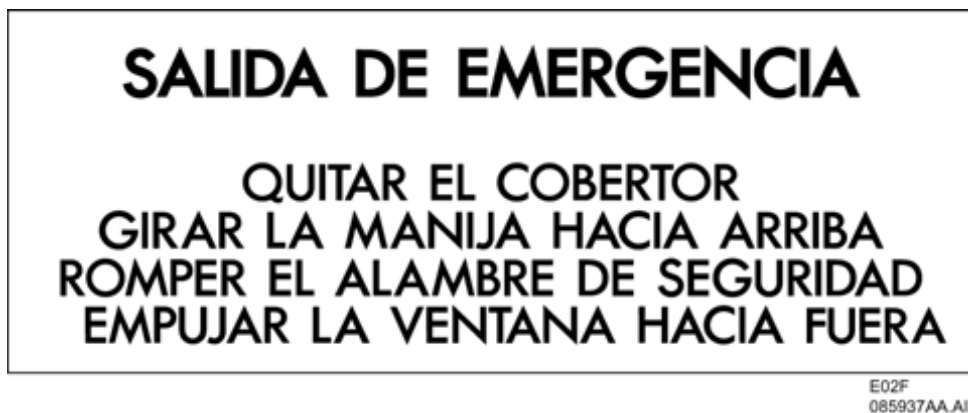 SALIDA DE EMERGENCIA
QUITAR EL COBERTOR
GIRAR LA MANIJA HACIA ARRIBA
ROMPER EL ALAMBRE DE SEGURIDAD
EMPUJAR LA VENTANA HACIA FUERA
E02F
085937AA.AI